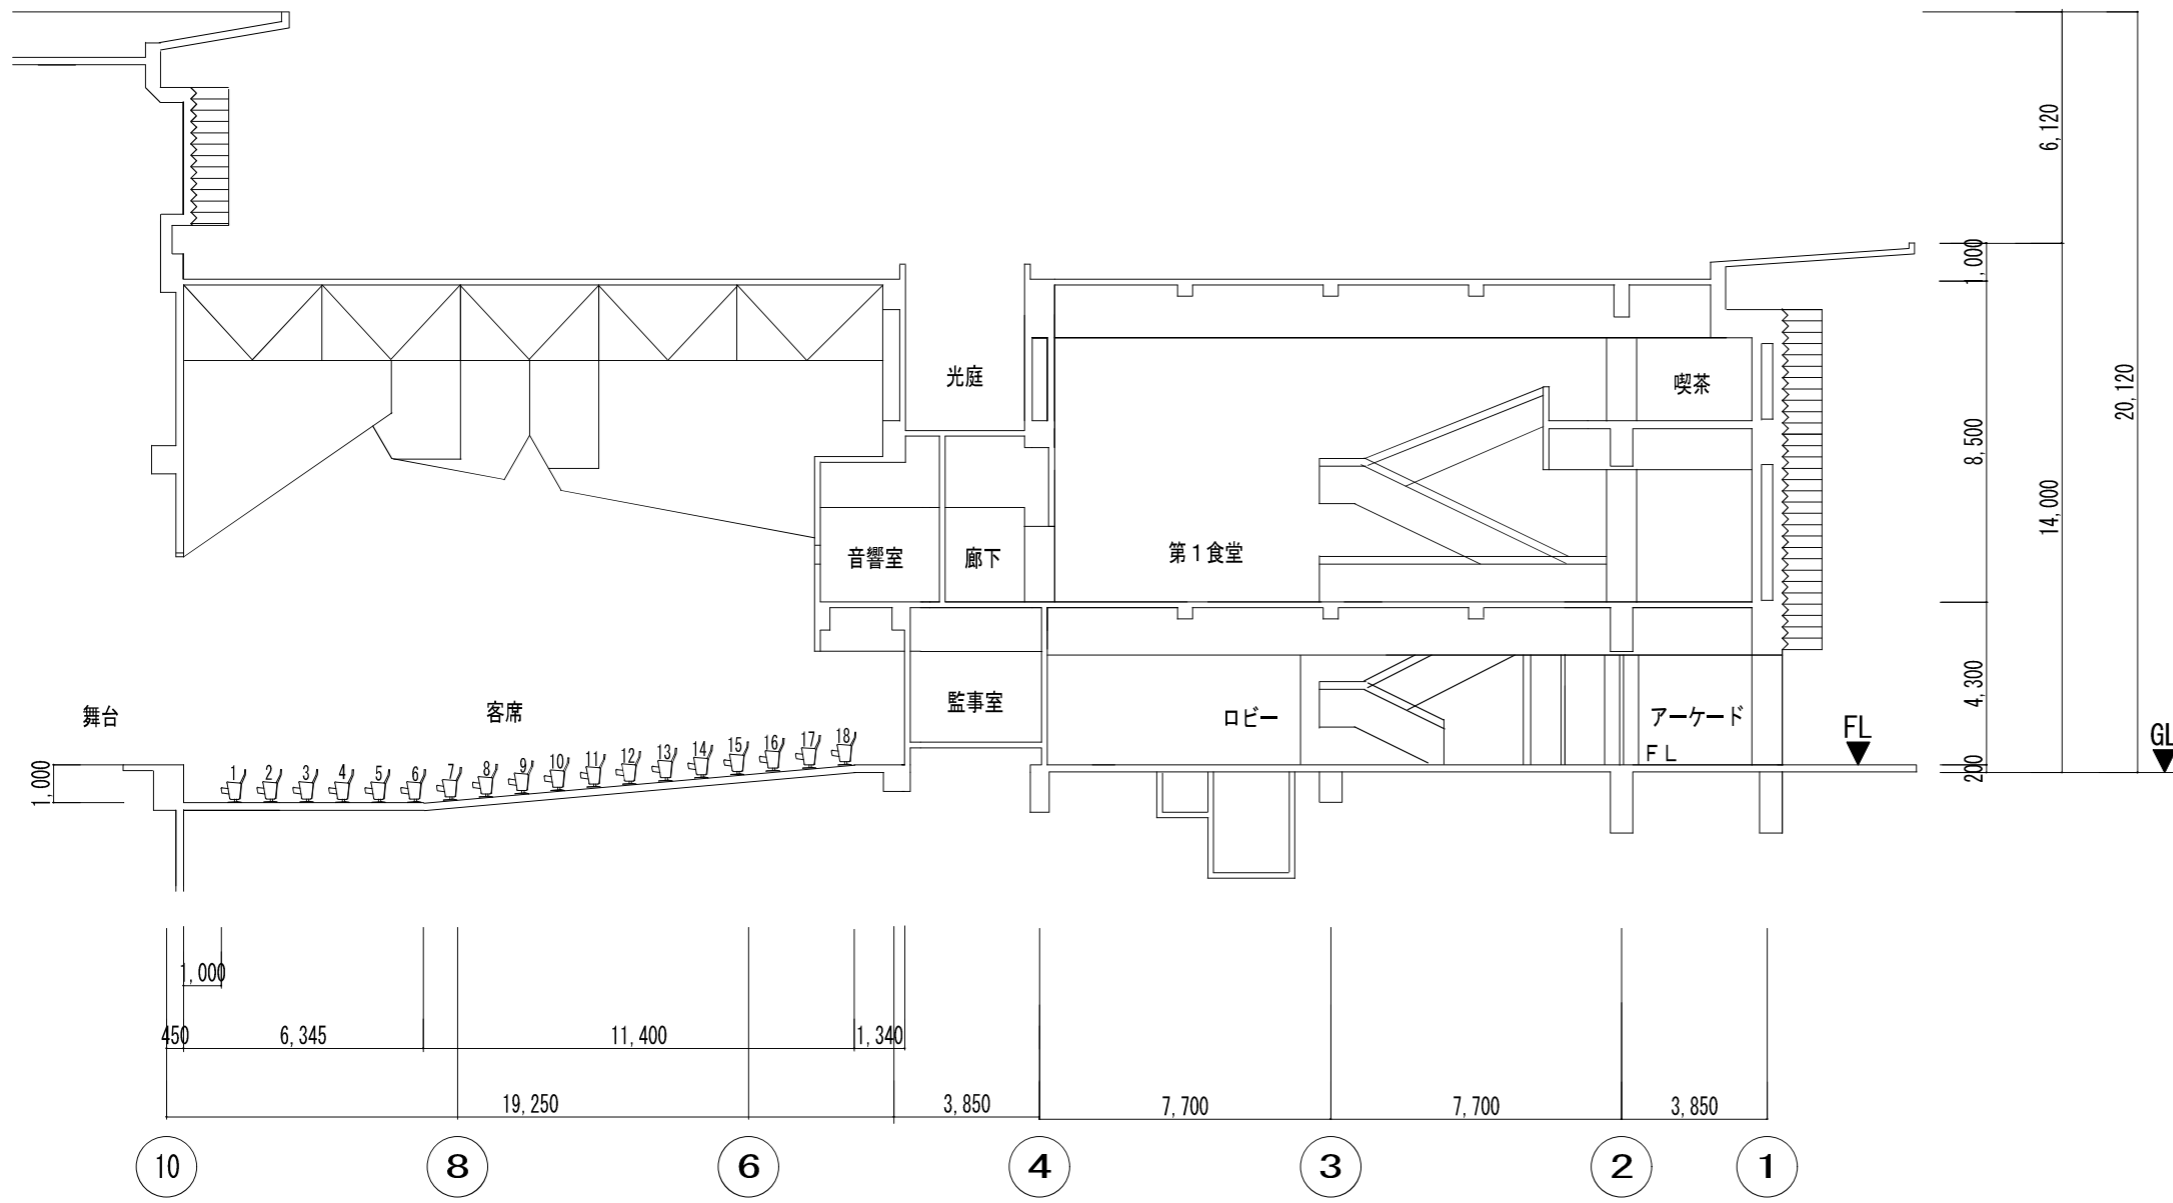 6,120
1,000
20,120
光庭
喫茶
8,500
14,000
音響室
廊下
第1食堂
監事室
4,300
舞台
客席
ロビー
アーケード
FL
FL
GL
1 2 3 4 5 6 7 8 9 10 11 12 13 14 15 16 17 18
1,000
200
1,000
450
6,345
11,400
1,340
19,250
3,850
7,700
7,700
3,850
10 8 6 4 3 2 1